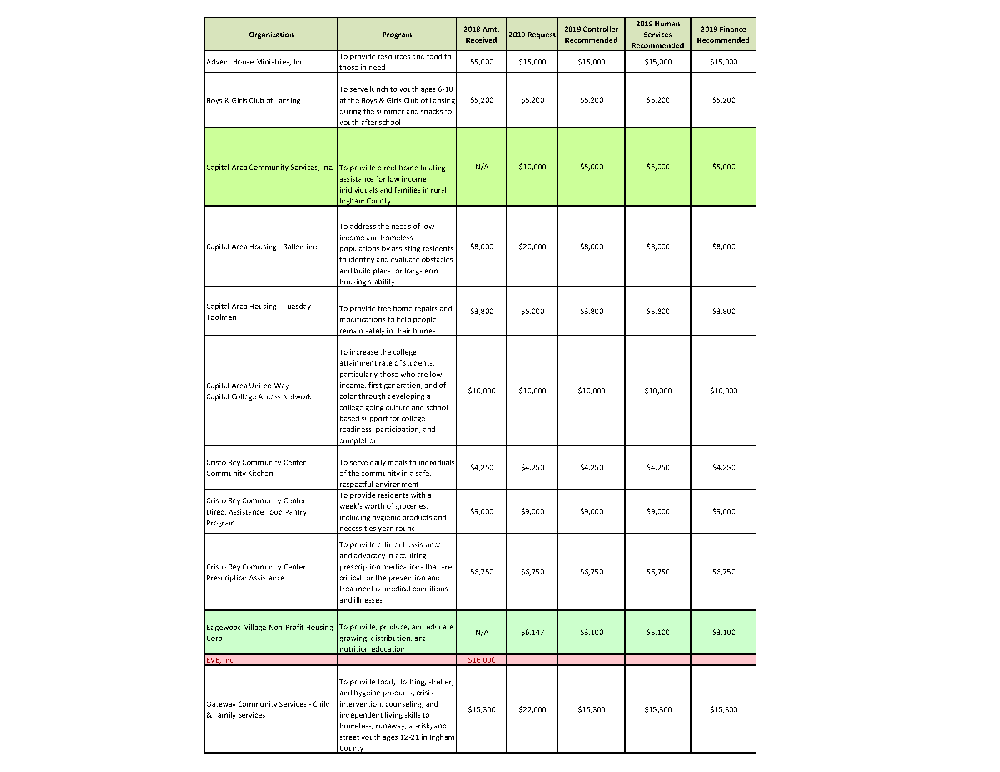 Organization Program 2018 Amt. Received 2019 Request 2019 Controller Recommended 2019 Human Services Recommended 2019 Finance Recommended
Advent House Ministries, Inc.
To provide resources and food to
those in need
$5,000 $15,000 $15,000 $15,000 $15,000
Boys & Girls Club of Lansing
To serve lunch to youth ages 6-18
at the Boys & Girls Club of Lansing
during the summer and snacks to
youth after school
$5,200 $5,200 $5,200 $5,200 $5,200
Capital Area Community Services, Inc.
To provide direct home heating
assistance for low income
inidividuals and families in rural
Ingham County
N/A $10,000 $5,000 $5,000 $5,000
Capital Area Housing - Ballentine
To address the needs of low-
income and homeless
populations by assisting residents
to identify and evaluate obstacles
and build plans for long-term
housing stability
$8,000 $20,000 $8,000 $8,000 $8,000
Capital Area Housing - Tuesday
Toolmen
To provide free home repairs and
modifications to help people
remain safely in their homes
$3,800 $5,000 $3,800 $3,800 $3,800
Capital Area United Way
Capital College Access Network
To increase the college
attainment rate of students,
particularly those who are low-
income, first generation, and of
color through developing a
college going culture and school-
based support for college
readiness, participation, and
completion
$10,000 $10,000 $10,000 $10,000 $10,000
Cristo Rey Community Center
Community Kitchen
To serve daily meals to individuals
of the community in a safe,
respectful environment
$4,250 $4,250 $4,250 $4,250 $4,250
Cristo Rey Community Center
Direct Assistance Food Pantry
Program
To provide residents with a
week's worth of groceries,
including hygienic products and
necessities year-round
$9,000 $9,000 $9,000 $9,000 $9,000
Cristo Rey Community Center
Prescription Assistance
To provide efficient assistance
and advocacy in acquiring
prescription medications that are
critical for the prevention and
treatment of medical conditions
and illnesses
$6,750 $6,750 $6,750 $6,750 $6,750
Edgewood Village Non-Profit Housing
Corp
To provide, produce, and educate
growing, distribution, and
nutrition education
N/A $6,147 $3,100 $3,100 $3,100
EVE, Inc. $16,000
Gateway Community Services - Child
& Family Services
To provide food, clothing, shelter,
and hygeine products, crisis
intervention, counseling, and
independent living skills to
homeless, runaway, at-risk, and
street youth ages 12-21 in Ingham
County
$15,300 $22,000 $15,300 $15,300 $15,300